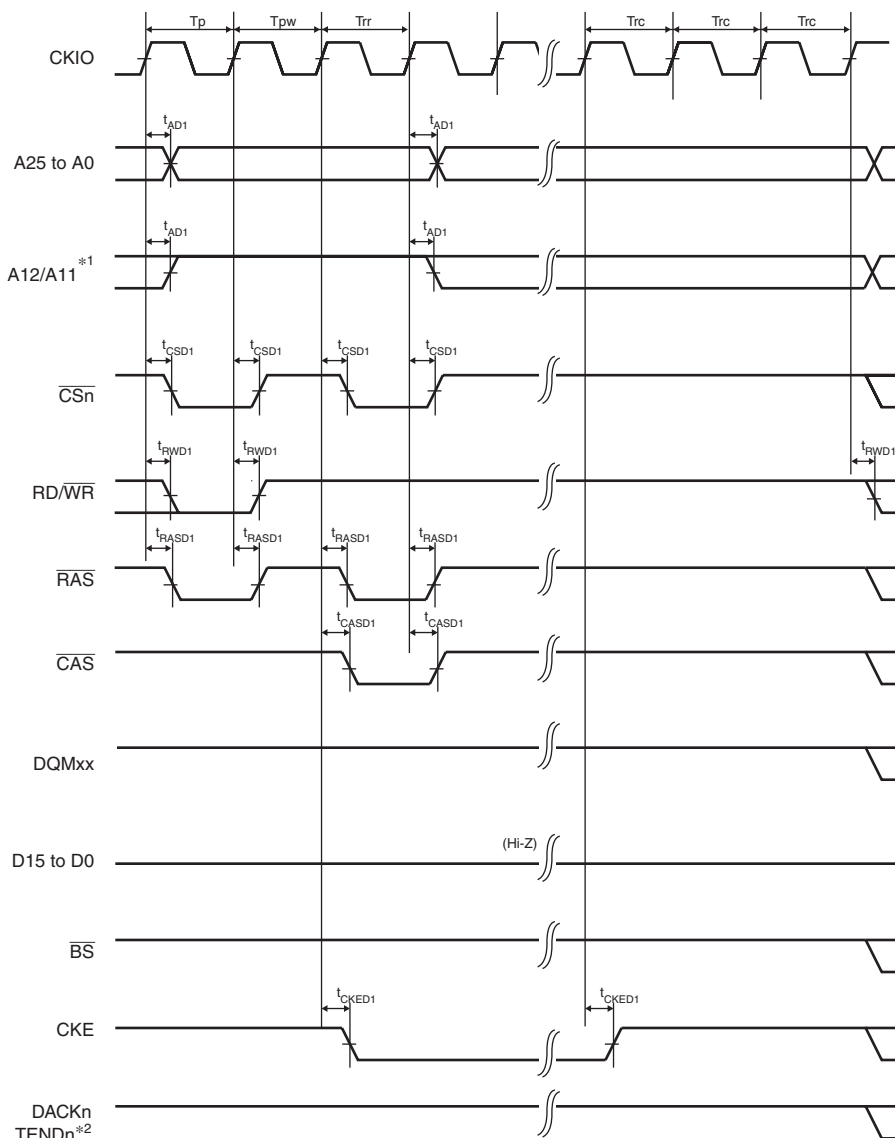 Tp Tpw Trr Trc Trc Trc
CKIO
tAD1 tAD1
A25 to A0
tAD1 tAD1
A12/A11*1
tCSD1 tCSD1 tCSD1 tCSD1
CSn
tRWD1 tRWD1 tRWD1
RD/WR
tRASD1 tRASD1 tRASD1 tRASD1
RAS
tCASD1 tCASD1
CAS
DQMxx
(Hi-Z)
D15 to D0
BS
tCKED1 tCKED1
CKE
DACKn
TENDn*2